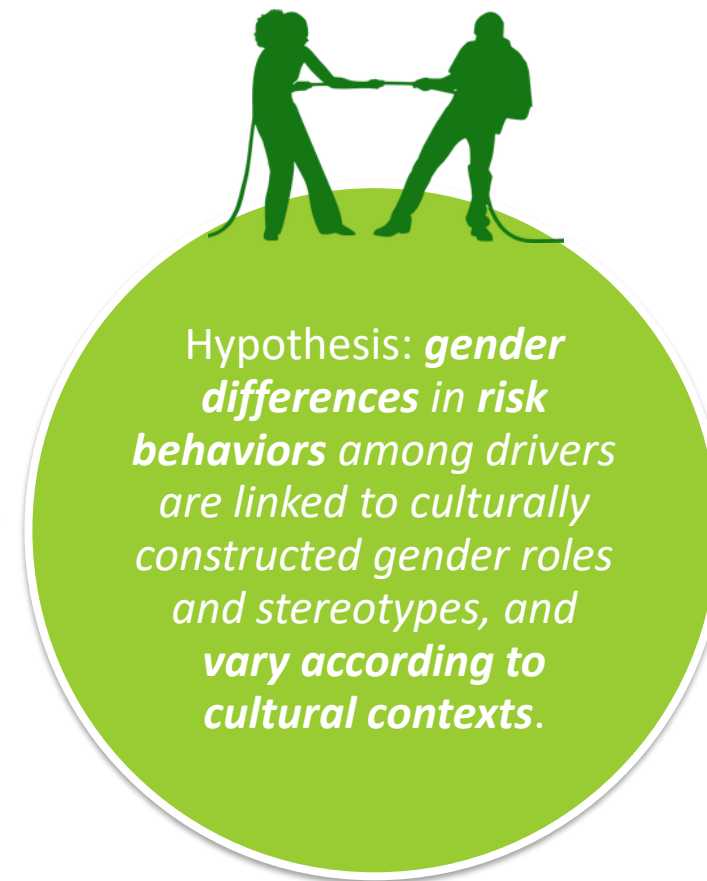 Hypothesis: gender
differences in risk
behaviors among drivers
are linked to culturally
constructed gender roles
and stereotypes, and
vary according to
cultural contexts.